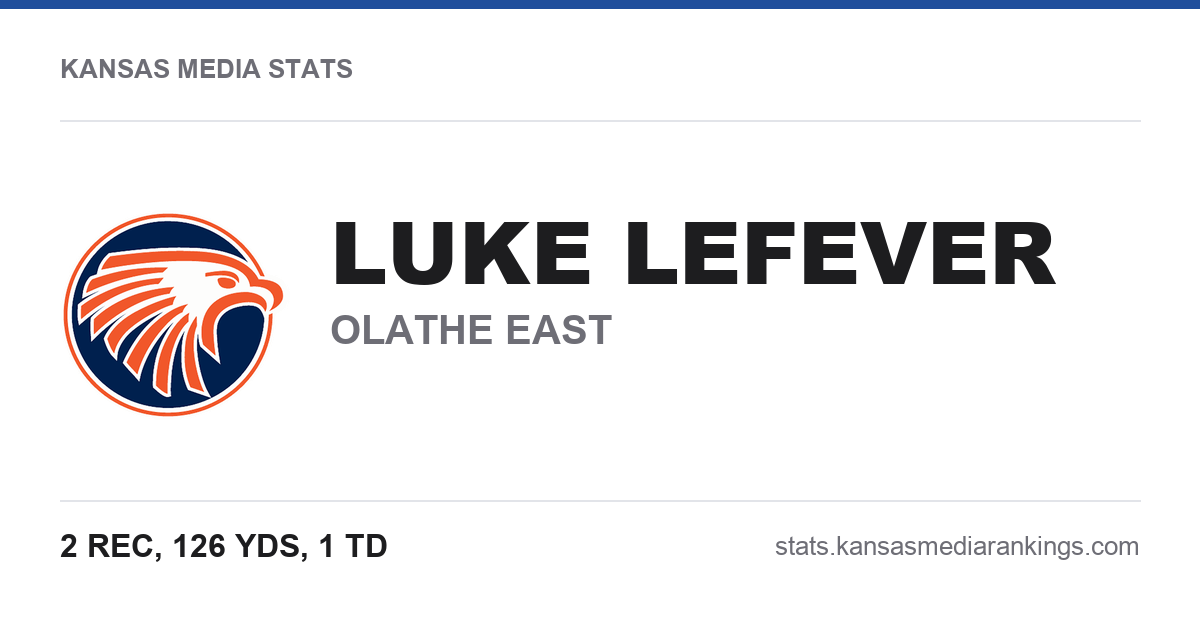 KANSAS MEDIA STATS
LUKE LEFEVER
OLATHE EAST
2 REC, 126 YDS, 1 TD
stats.kansasmediarankings.com